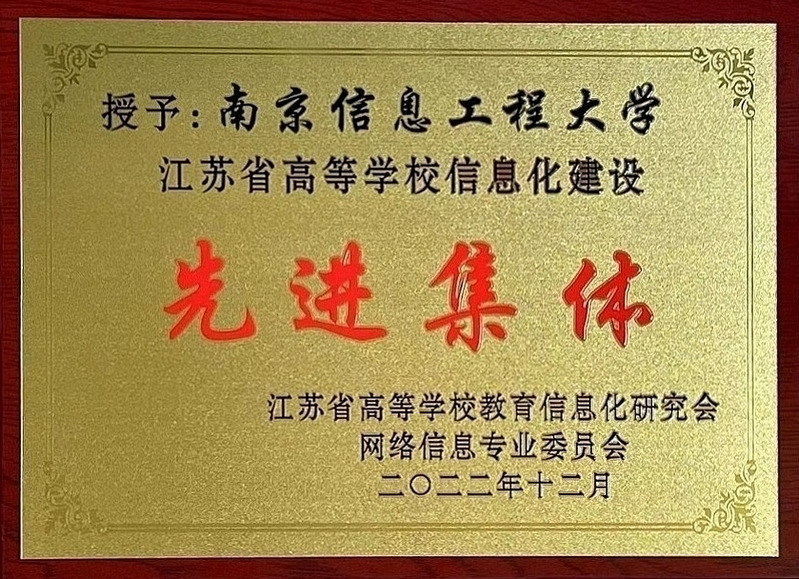 授予：南京信息工程大学
江苏省高等学校信息化建设
先进集体
江苏省高等学校教育信息化研究会
网络信息专业委员会
二〇二二年十二月